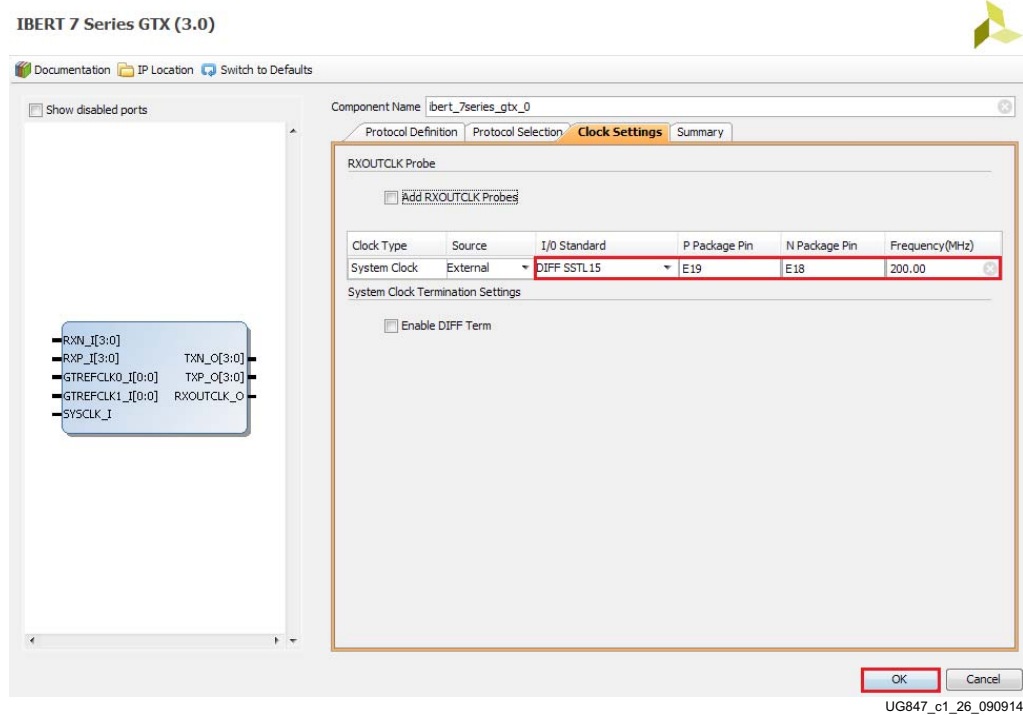 IBERT 7 Series GTX (3.0)
Documentation IP Location Switch to Defaults
Show disabled ports
RXN_I[3:0]
RXP_I[3:0] TXN_O[3:0]
GTREFCLK0_I[0:0] TXP_O[3:0]
GTREFCLK1_I[0:0] RXOUTCLK_O
SYSCLK_I
Component Name ibert_7series_gtx_0
Protocol Definition Protocol Selection Clock Settings Summary
RXOUTCLK Probe
Add RXOUTCLK Probes
Clock Type Source I/0 Standard P Package Pin N Package Pin Frequency(MHz)
System Clock External DIFF SSTL15 E19 E18 200.00
System Clock Termination Settings
Enable DIFF Term
OK Cancel
UG847_c1_26_090914